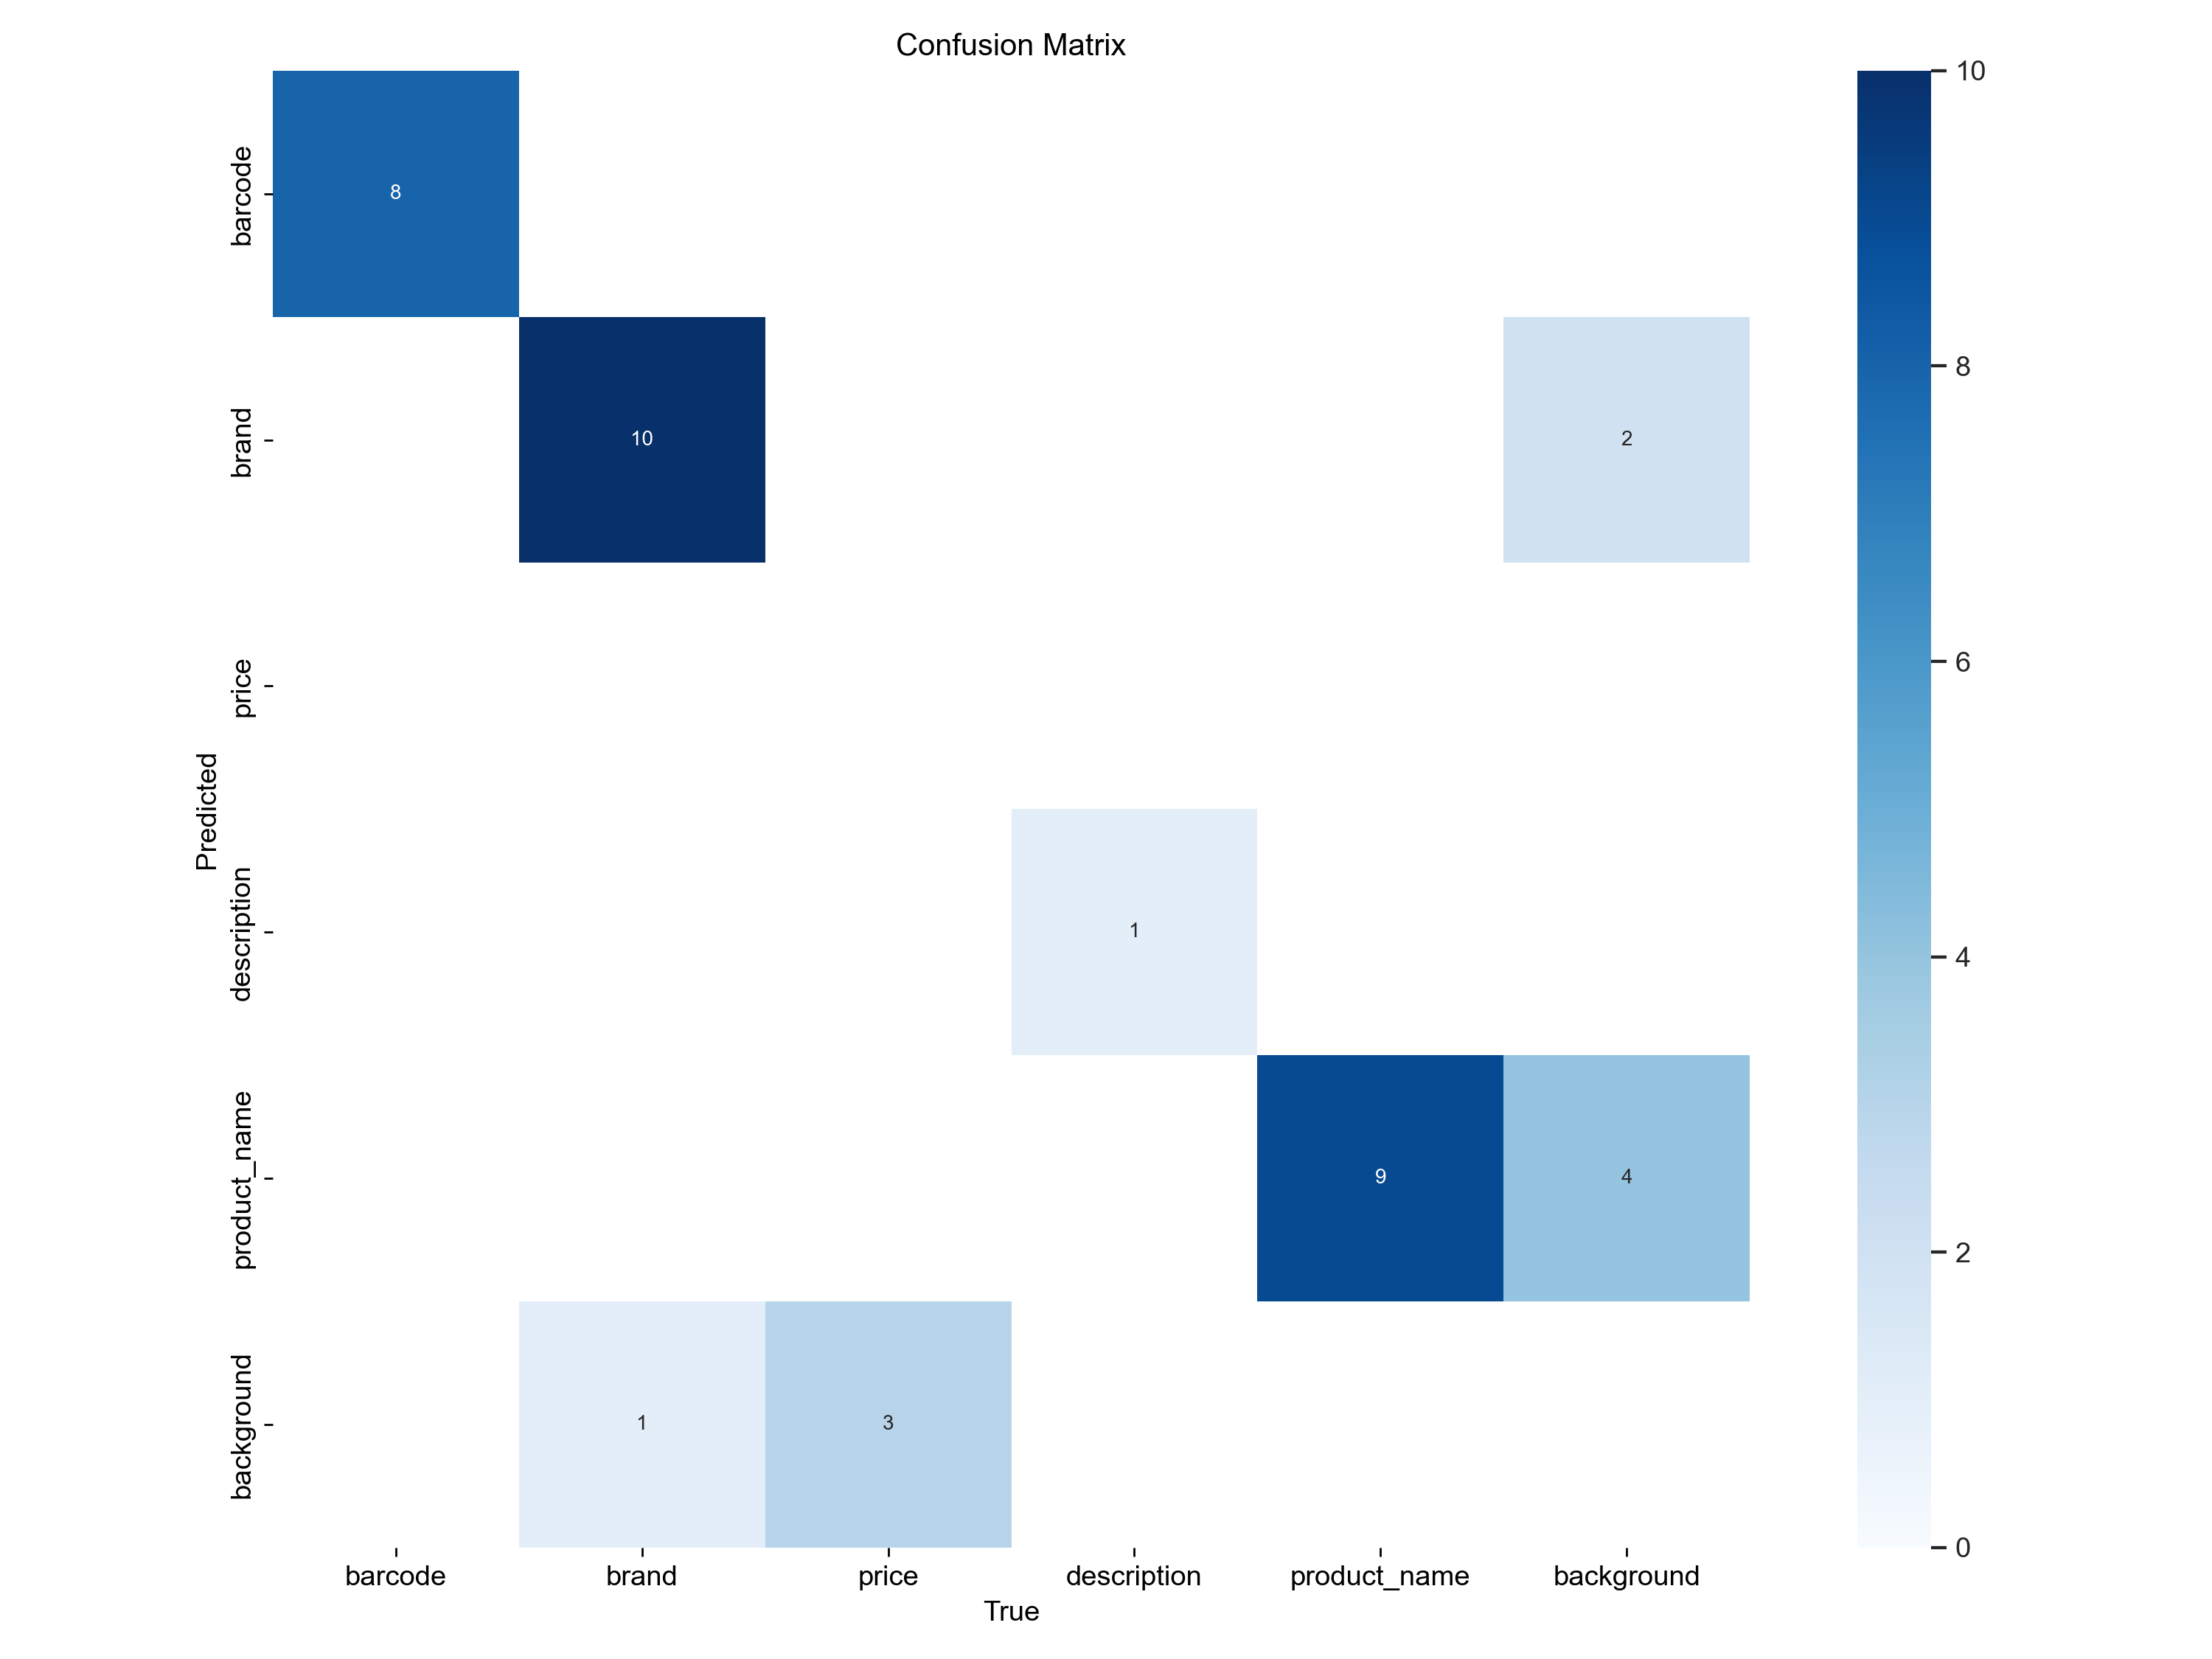 Confusion Matrix
barcode
8
brand
10
2
price
description
1
product_name
9
4
background
1
3
Predicted
barcode
brand
price
description
product_name
background
True
10
8
6
4
2
0